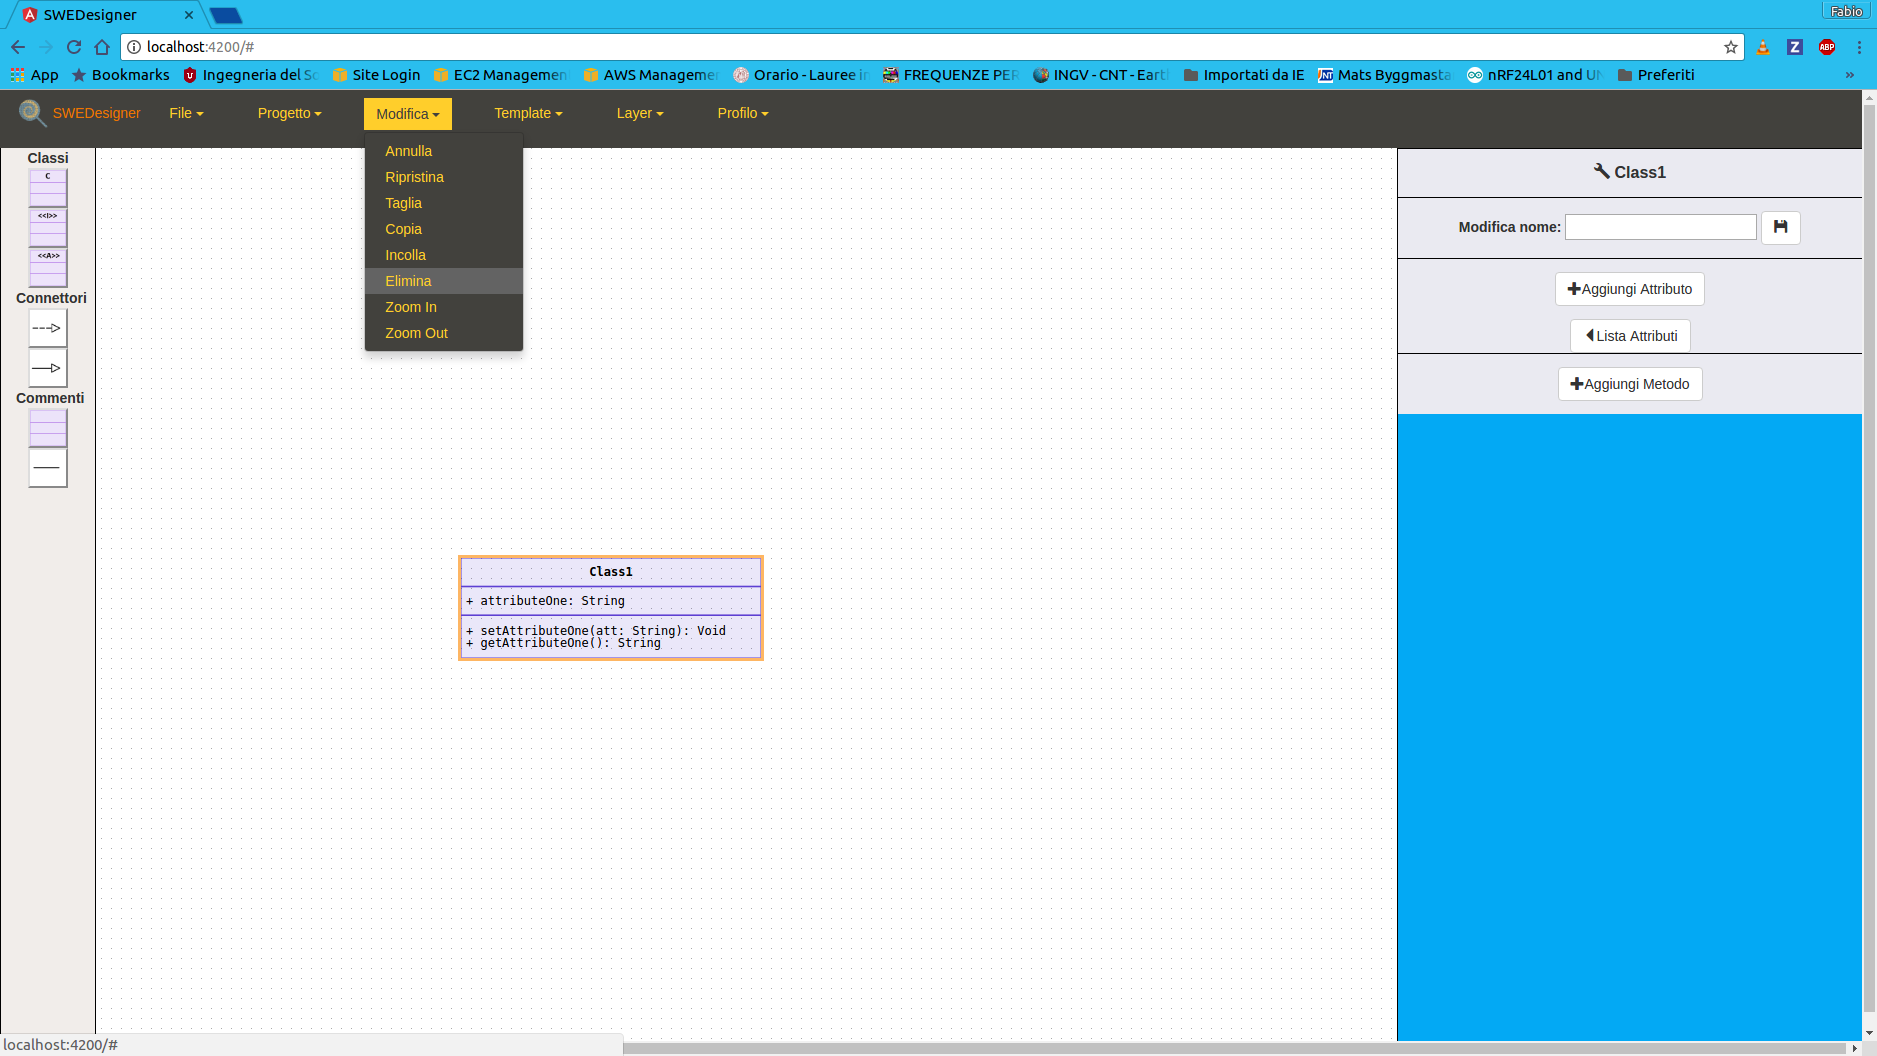 SWEDesigner
Fabio
localhost:4200/#
App Bookmarks Ingegneria del So Site Login EC2 Managemen AWS Managemen Orario - Lauree in FREQUENZE PER INGV - CNT - Eart Importati da IE Mats Byggmasta nRF24L01 and UN Preferiti »
SWEDesigner File Progetto Modifica Template Layer Profilo
Annulla
Ripristina
Taglia
Copia
Incolla
Elimina
Zoom In
Zoom Out
Classi
C
<<I>>
<<A>>
Connettori
Commenti
Class1
+ attributeOne: String
+ setAttributeOne(att: String): Void
+ getAttributeOne(): String
Class1
Modifica nome:
Aggiungi Attributo
Lista Attributi
Aggiungi Metodo
localhost:4200/#